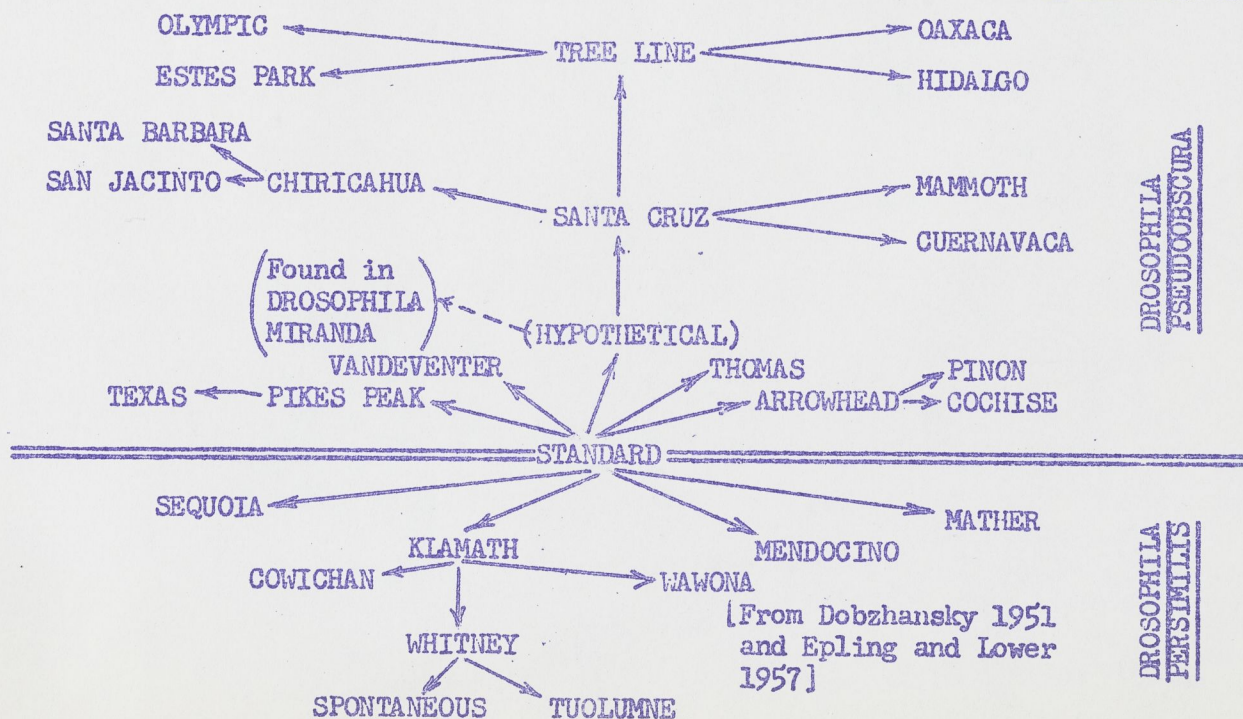 OLYMPIC
OAXACA
TREE LINE
ESTES PARK
HIDALGO
SANTA BARBARA
SAN JACINTO
CHIRICAHUA
MAMMOTH
SANTA CRUZ
CUERNAVACA
(Found in
DROSOPHILA
MIRANDA)
(HYPOTHETICAL)
VANDEVENTER
THOMAS
PINON
TEXAS
PIKES PEAK
ARROWHEAD
COCHISE
DROSOPHILA
PSEUDOOBSCURA
STANDARD
SEQUOIA
MATHER
KLAMATH
MENDOCINO
COWICHAN
WAWONA
[From Dobzhansky 1951
and Epling and Lower
1957]
WHITNEY
SPONTANEOUS
TUOLUMNE
DROSOPHILA
PERSIMILIS